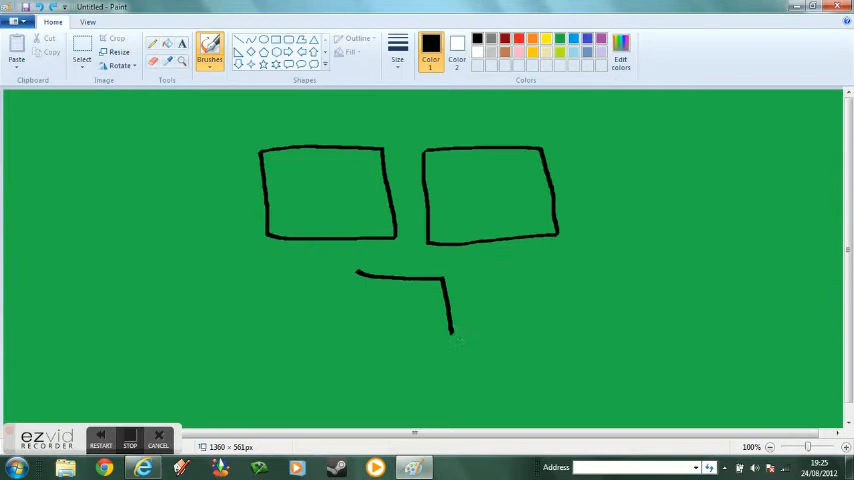 Untitled - Paint
Home View
Paste
Cut
Copy
Clipboard
Select
Crop
Resize
Rotate
Image
A
Tools
Brushes
Outline
Fill
Shapes
Size
Color 1
Color 2
Edit colors
Colors
ezvid
RECORDER
RESTART
STOP
CANCEL
1360 × 561px
100%
Address
19:25
24/08/2012